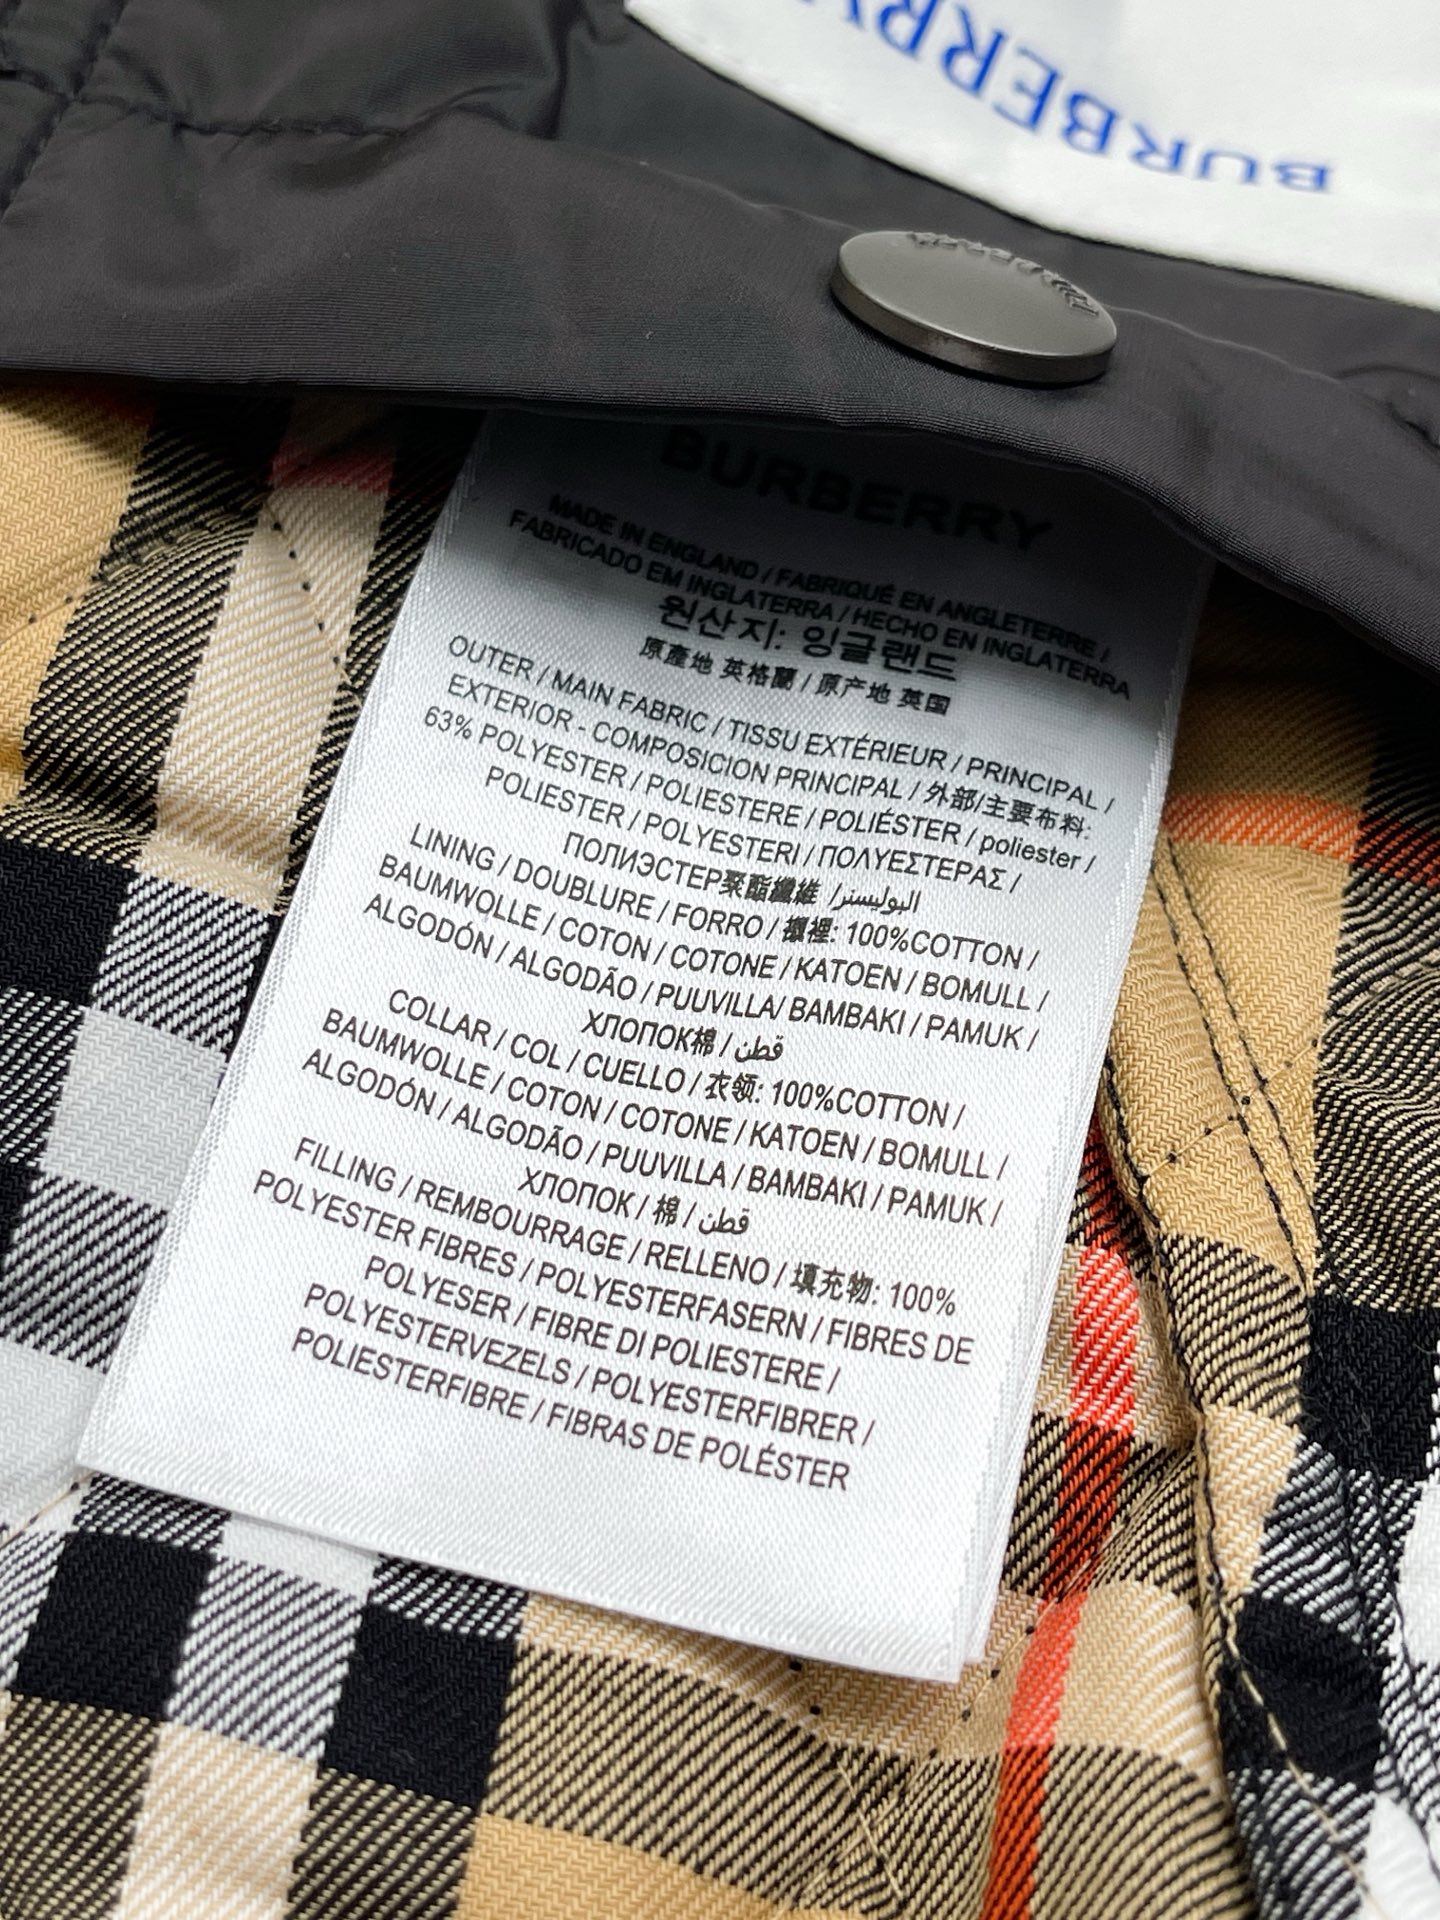 BURBERRY
BURBERRY
MADE IN ENGLAND / FABRIQUÉ EN ANGLETERRE /
FABRICADO EM INGLATERRA / HECHO EN INGLATERRA
원산지: 잉글랜드
原產地 英格蘭 / 原产地 英国
OUTER / MAIN FABRIC / TISSU EXTÉRIEUR / PRINCIPAL /
EXTERIOR - COMPOSICION PRINCIPAL / 外部/主要布料:
63% POLYESTER / POLIESTERE / POLIÉSTER / poliester /
POLIESTER / POLYESTERI / ΠΟΛΥΕΣΤΕΡΑΣ /
ПОЛИЭСТЕР聚酯纖維 /البوليستر
LINING / DOUBLURE / FORRO / 襯裡: 100%COTTON /
BAUMWOLLE / COTON / COTONE / KATOEN / BOMULL /
ALGODÓN / ALGODÃO / PUUVILLA/ BAMBAKI / PAMUK /
ХЛОПОК棉 / قطن
COLLAR / COL / CUELLO / 衣领: 100%COTTON /
BAUMWOLLE / COTON / COTONE / KATOEN / BOMULL /
ALGODÓN / ALGODÃO / PUUVILLA / BAMBAKI / PAMUK /
ХЛОПОК / 棉 / قطن
FILLING / REMBOURRAGE / RELLENO / 填充物: 100%
POLYESTER FIBRES / POLYESTERFASERN / FIBRES DE
POLYESER / FIBRE DI POLIESTERE /
POLYESTERVEZELS / POLYESTERFIBRER /
POLIESTERFIBRE / FIBRAS DE POLÉSTER